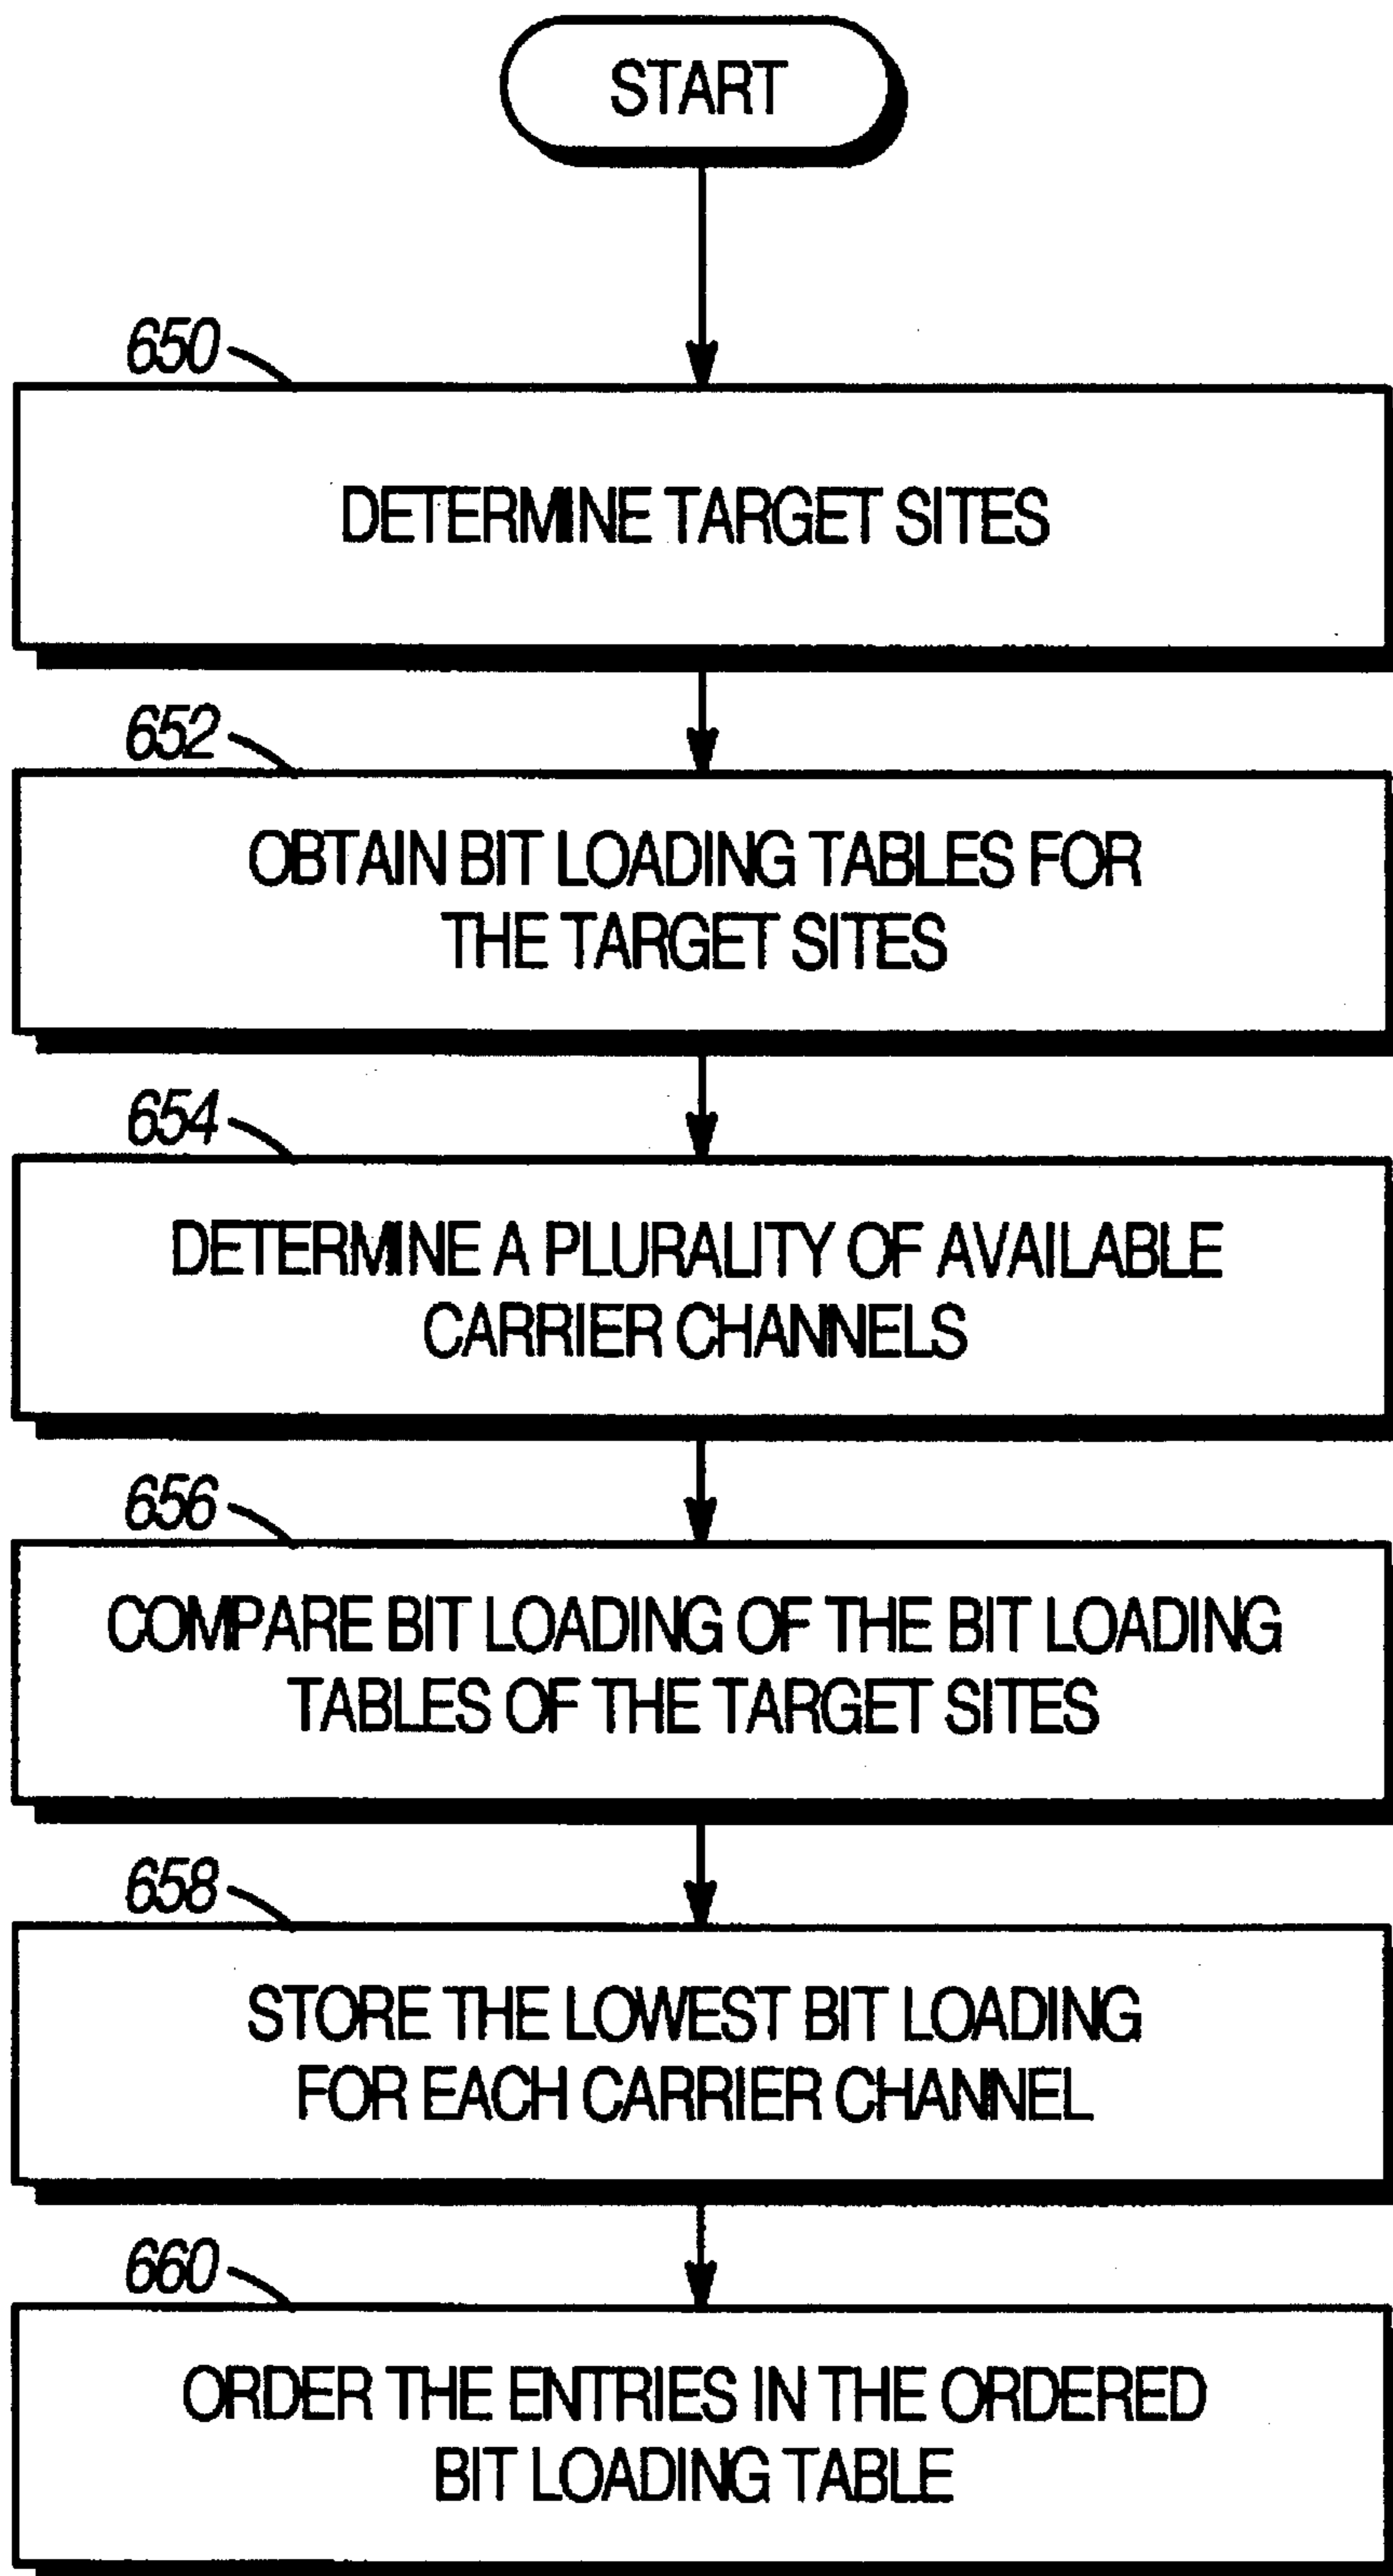 START
650
DETERMINE TARGET SITES
652
OBTAIN BIT LOADING TABLES FOR
THE TARGET SITES
654
DETERMINE A PLURALITY OF AVAILABLE
CARRIER CHANNELS
656
COMPARE BIT LOADING OF THE BIT LOADING
TABLES OF THE TARGET SITES
658
STORE THE LOWEST BIT LOADING
FOR EACH CARRIER CHANNEL
660
ORDER THE ENTRIES IN THE ORDERED
BIT LOADING TABLE